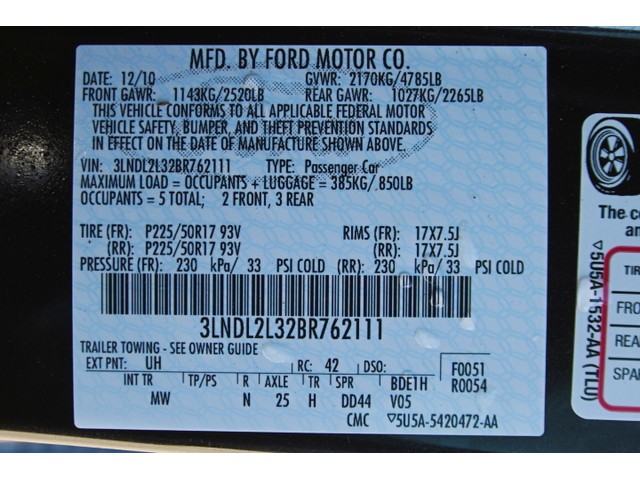 MFD. BY FORD MOTOR CO.
DATE: 12/10 GVWR: 2170KG/4785LB
FRONT GAWR: 1143KG/2520LB REAR GAWR: 1027KG/2265LB
THIS VEHICLE CONFORMS TO ALL APPLICABLE FEDERAL MOTOR
VEHICLE SAFETY, BUMPER, AND THEFT PREVENTION STANDARDS
IN EFFECT ON THE DATE OF MANUFACTURE SHOWN ABOVE.
VIN: 3LNDL2L32BR762111 TYPE: Passenger Car
MAXIMUM LOAD = OCCUPANTS + LUGGAGE = 385KG/.850LB
OCCUPANTS = 5 TOTAL; 2 FRONT, 3 REAR
TIRE (FR): P225/50R17 93V RIMS (FR): 17X7.5J
(RR): P225/50R17 93V (RR): 17X7.5J
PRESSURE (FR): 230 kPa/ 33 PSI COLD (RR): 230 kPa/ 33 PSI COLD
3LNDL2L32BR762111
TRAILER TOWING - SEE OWNER GUIDE
EXT PNT: UH RC: 42 DSO: F0051
INT TR TP/PS R AXLE TR SPR BDE1H R0054
MW N 25 H DD44 V05
CMC ▽5U5A-5420472-AA
The co
an
▽5U5A-1532-AA (TLU)
TIR
FRO
REA
SPAR